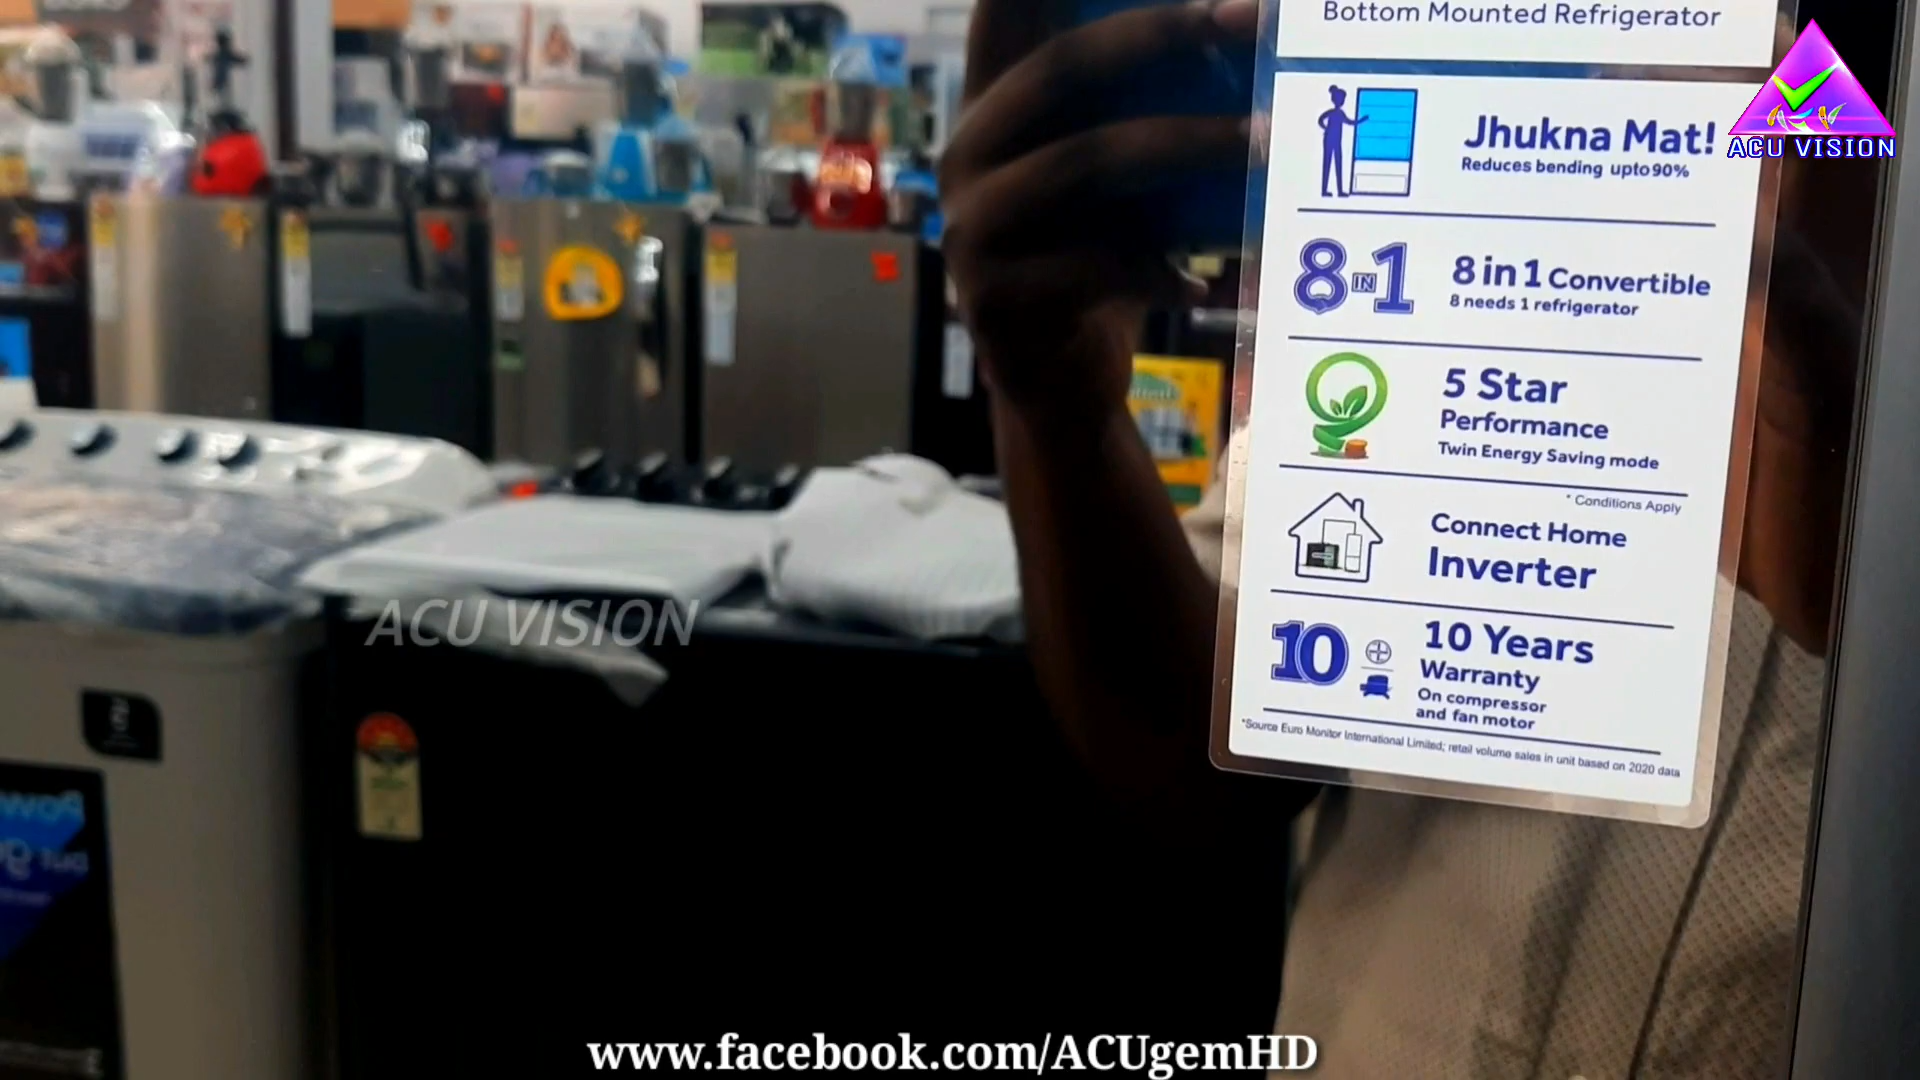 Bottom Mounted Refrigerator
Jhukna Mat!
Reduces bending upto 90%
8 IN 1
8 in 1 Convertible
8 needs 1 refrigerator
5 Star
Performance
Twin Energy Saving mode
* Conditions Apply
Connect Home
Inverter
10
10 Years
Warranty
On compressor
and fan motor
*Source Euro Monitor International Limited; retail volume sales in unit based on 2020 data
ACV
ACU VISION
ACU VISION
www.facebook.com/ACUgemHD